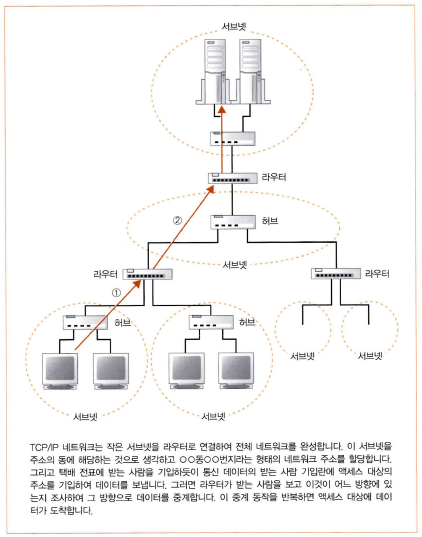 서브넷
라우터
②
허브
서브넷
라우터
라우터
①
허브
허브
서브넷
서브넷
서브넷
서브넷
TCP/IP 네트워크는 작은 서브넷을 라우터로 연결하여 전체 네트워크를 완성합니다. 이 서브넷을
주소의 동에 해당하는 것으로 생각하고 ○○동○○번지라는 형태의 네트워크 주소를 할당합니다.
그리고 택배 전표에 받는 사람을 기입하듯이 통신 데이터의 받는 사람 기입란에 액세스 대상의
주소를 기입하여 데이터를 보냅니다. 그러면 라우터가 받는 사람을 보고 이것이 어느 방향에 있
는지 조사하여 그 방향으로 데이터를 중계합니다. 이 중계 동작을 반복하면 액세스 대상에 데이
터가 도착합니다.